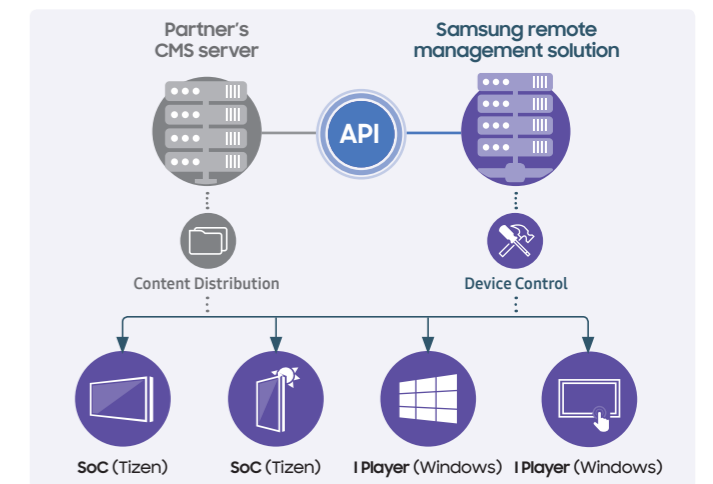 Partner's
CMS server
Samsung remote
management solution
API
Content Distribution
Device Control
SoC (Tizen)
SoC (Tizen)
I Player (Windows)
I Player (Windows)